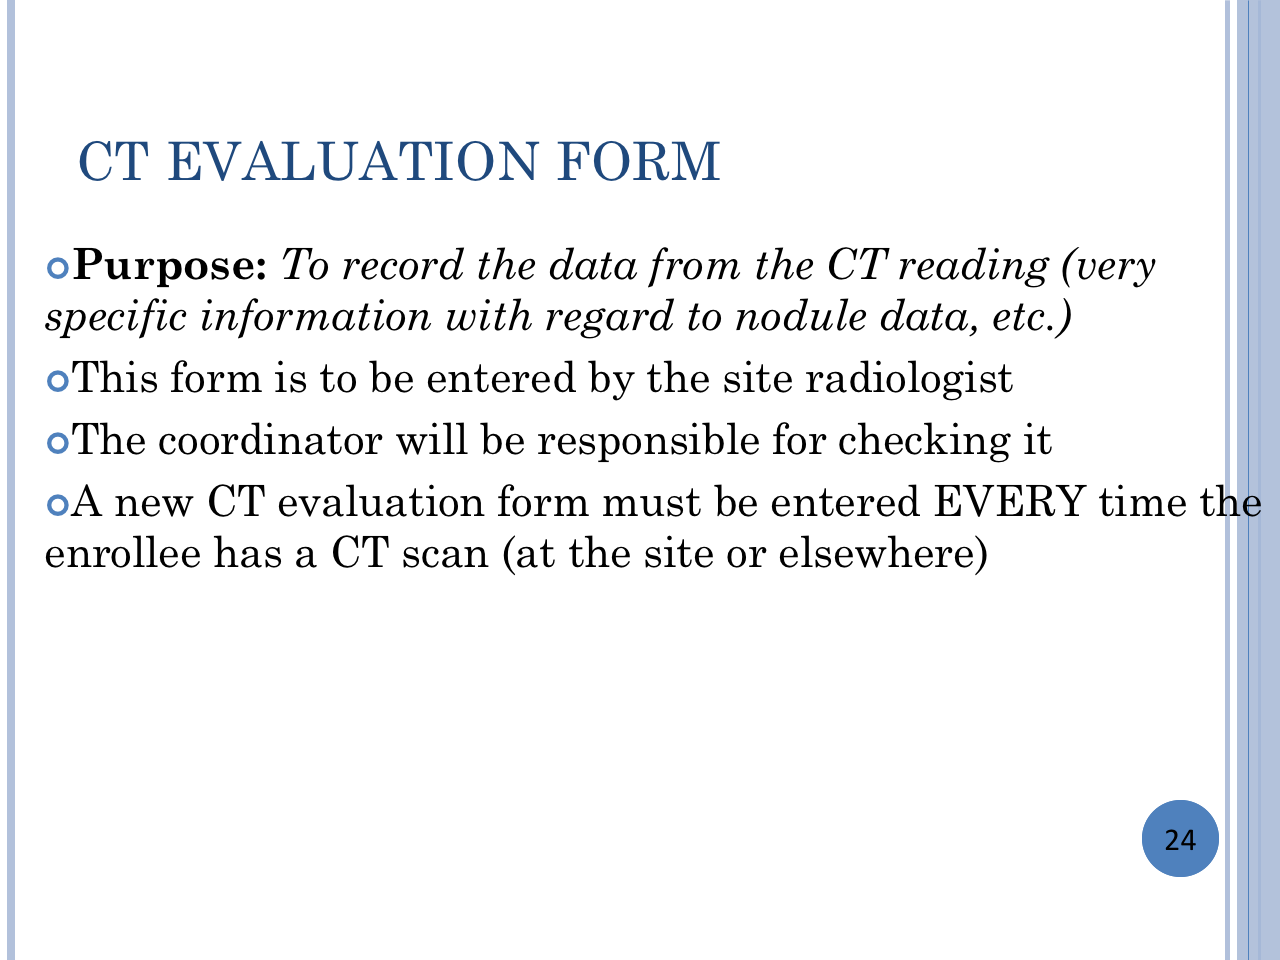 CT EVALUATION FORM
Purpose: To record the data from the CT reading (very
specific information with regard to nodule data, etc.)
This form is to be entered by the site radiologist
The coordinator will be responsible for checking it
A new CT evaluation form must be entered EVERY time the
enrollee has a CT scan (at the site or elsewhere)
24